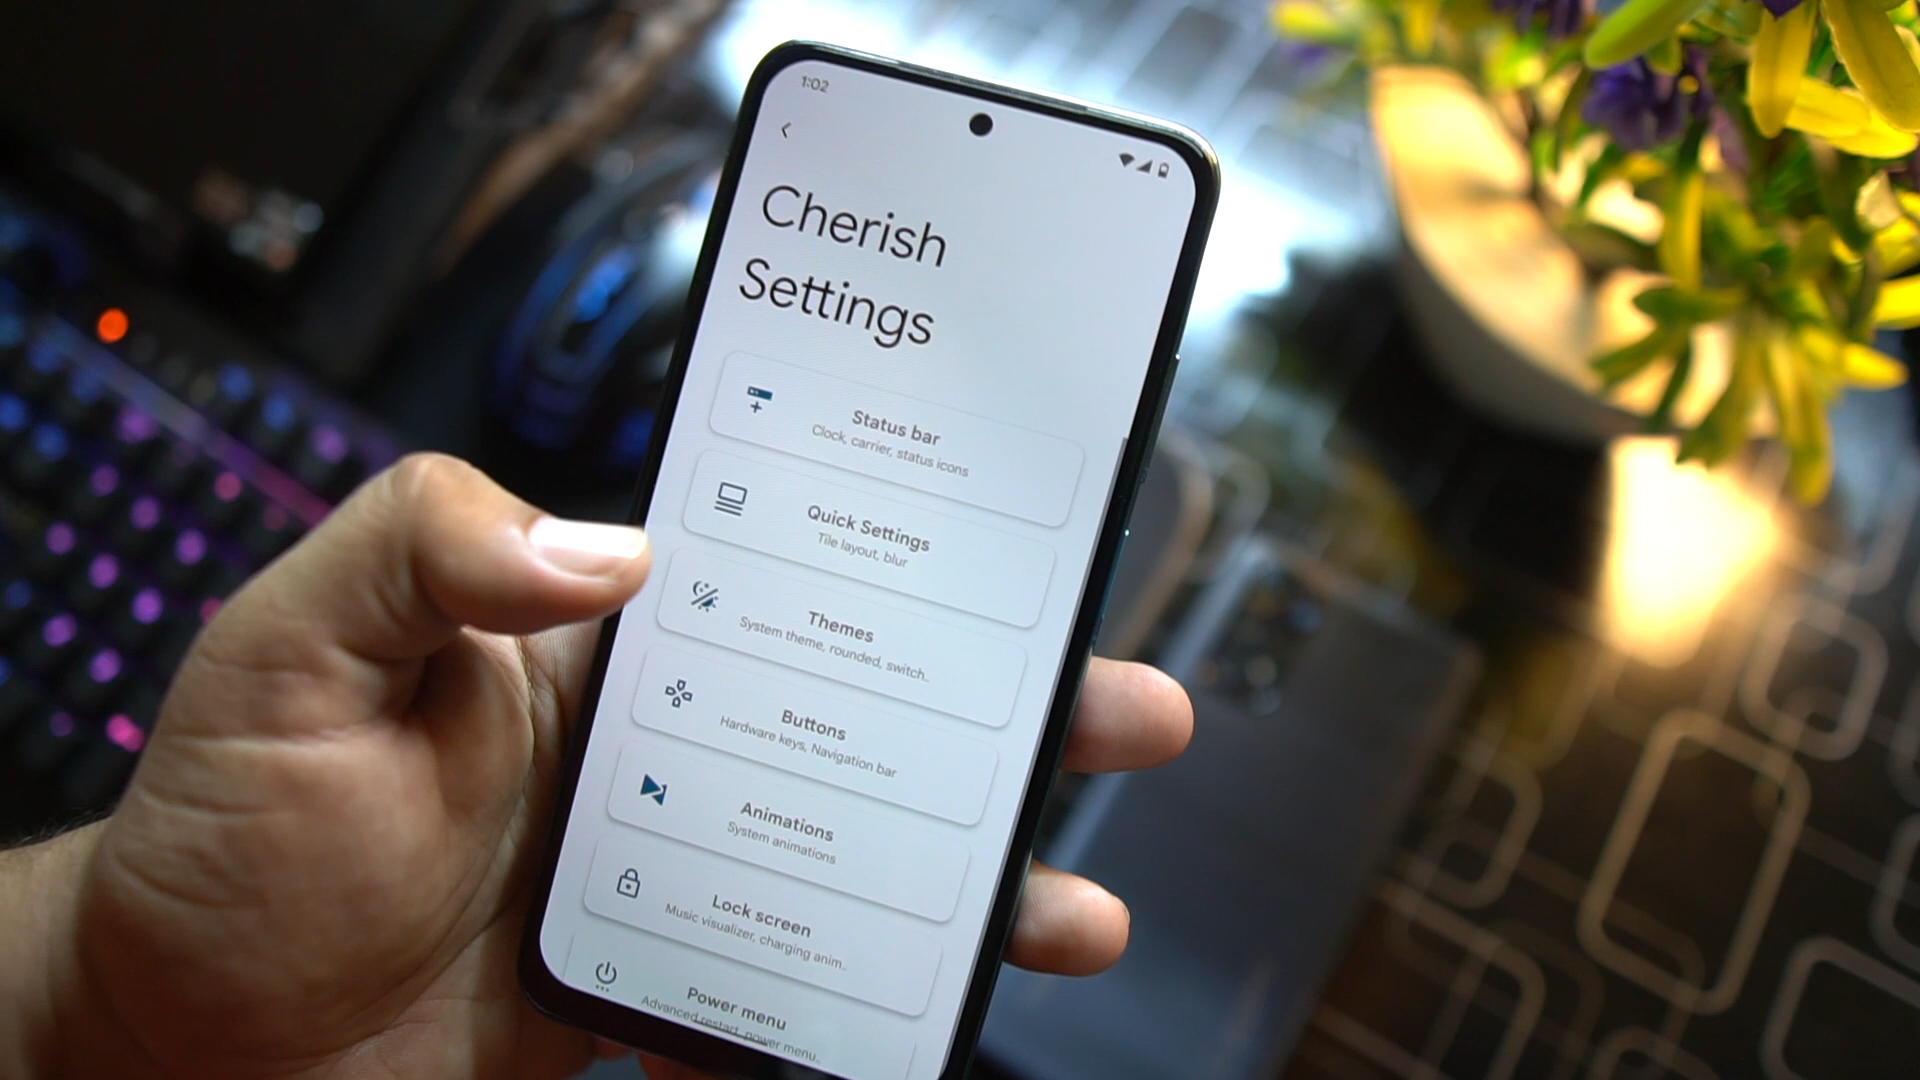 1:02
Cherish
Settings
Status bar
Clock, carrier, status icons
Quick Settings
Tile layout, blur
Themes
System theme, rounded, switch..
Buttons
Hardware keys, Navigation bar
Animations
System animations
Lock screen
Music visualizer, charging anim..
Power menu
Advanced restart, power menu..